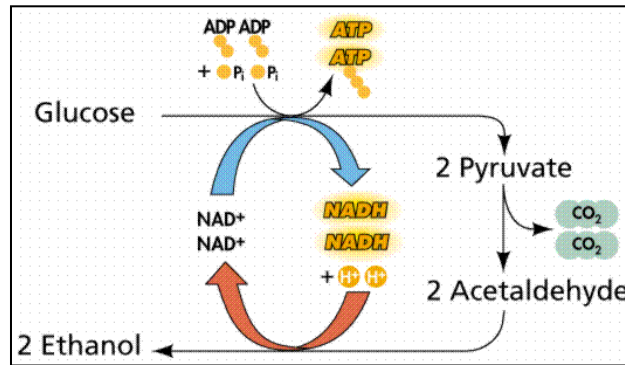 ADP ADP
ATP
ATP
+ Pi Pi
Glucose
2 Pyruvate
CO2
CO2
NAD+
NAD+
NADH
NADH
+ H+ H+
2 Acetaldehyde
2 Ethanol